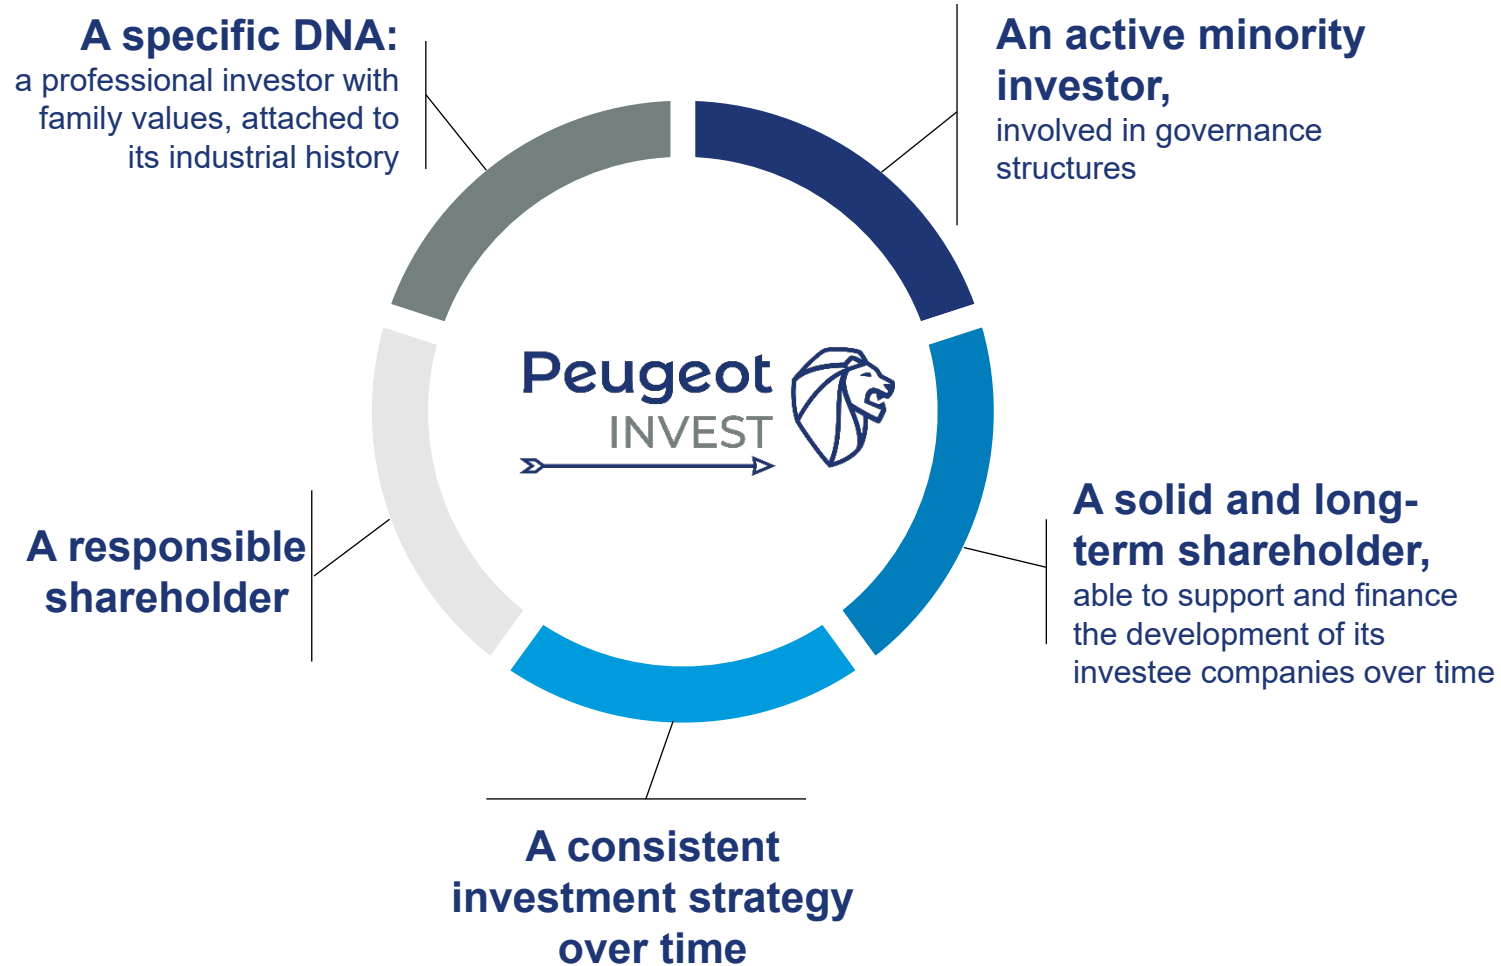 A specific DNA:
a professional investor with
family values, attached to
its industrial history
An active minority
investor,
involved in governance
structures
Peugeot
INVEST
A responsible
shareholder
A solid and long-
term shareholder,
able to support and finance
the development of its
investee companies over time
A consistent
investment strategy
over time